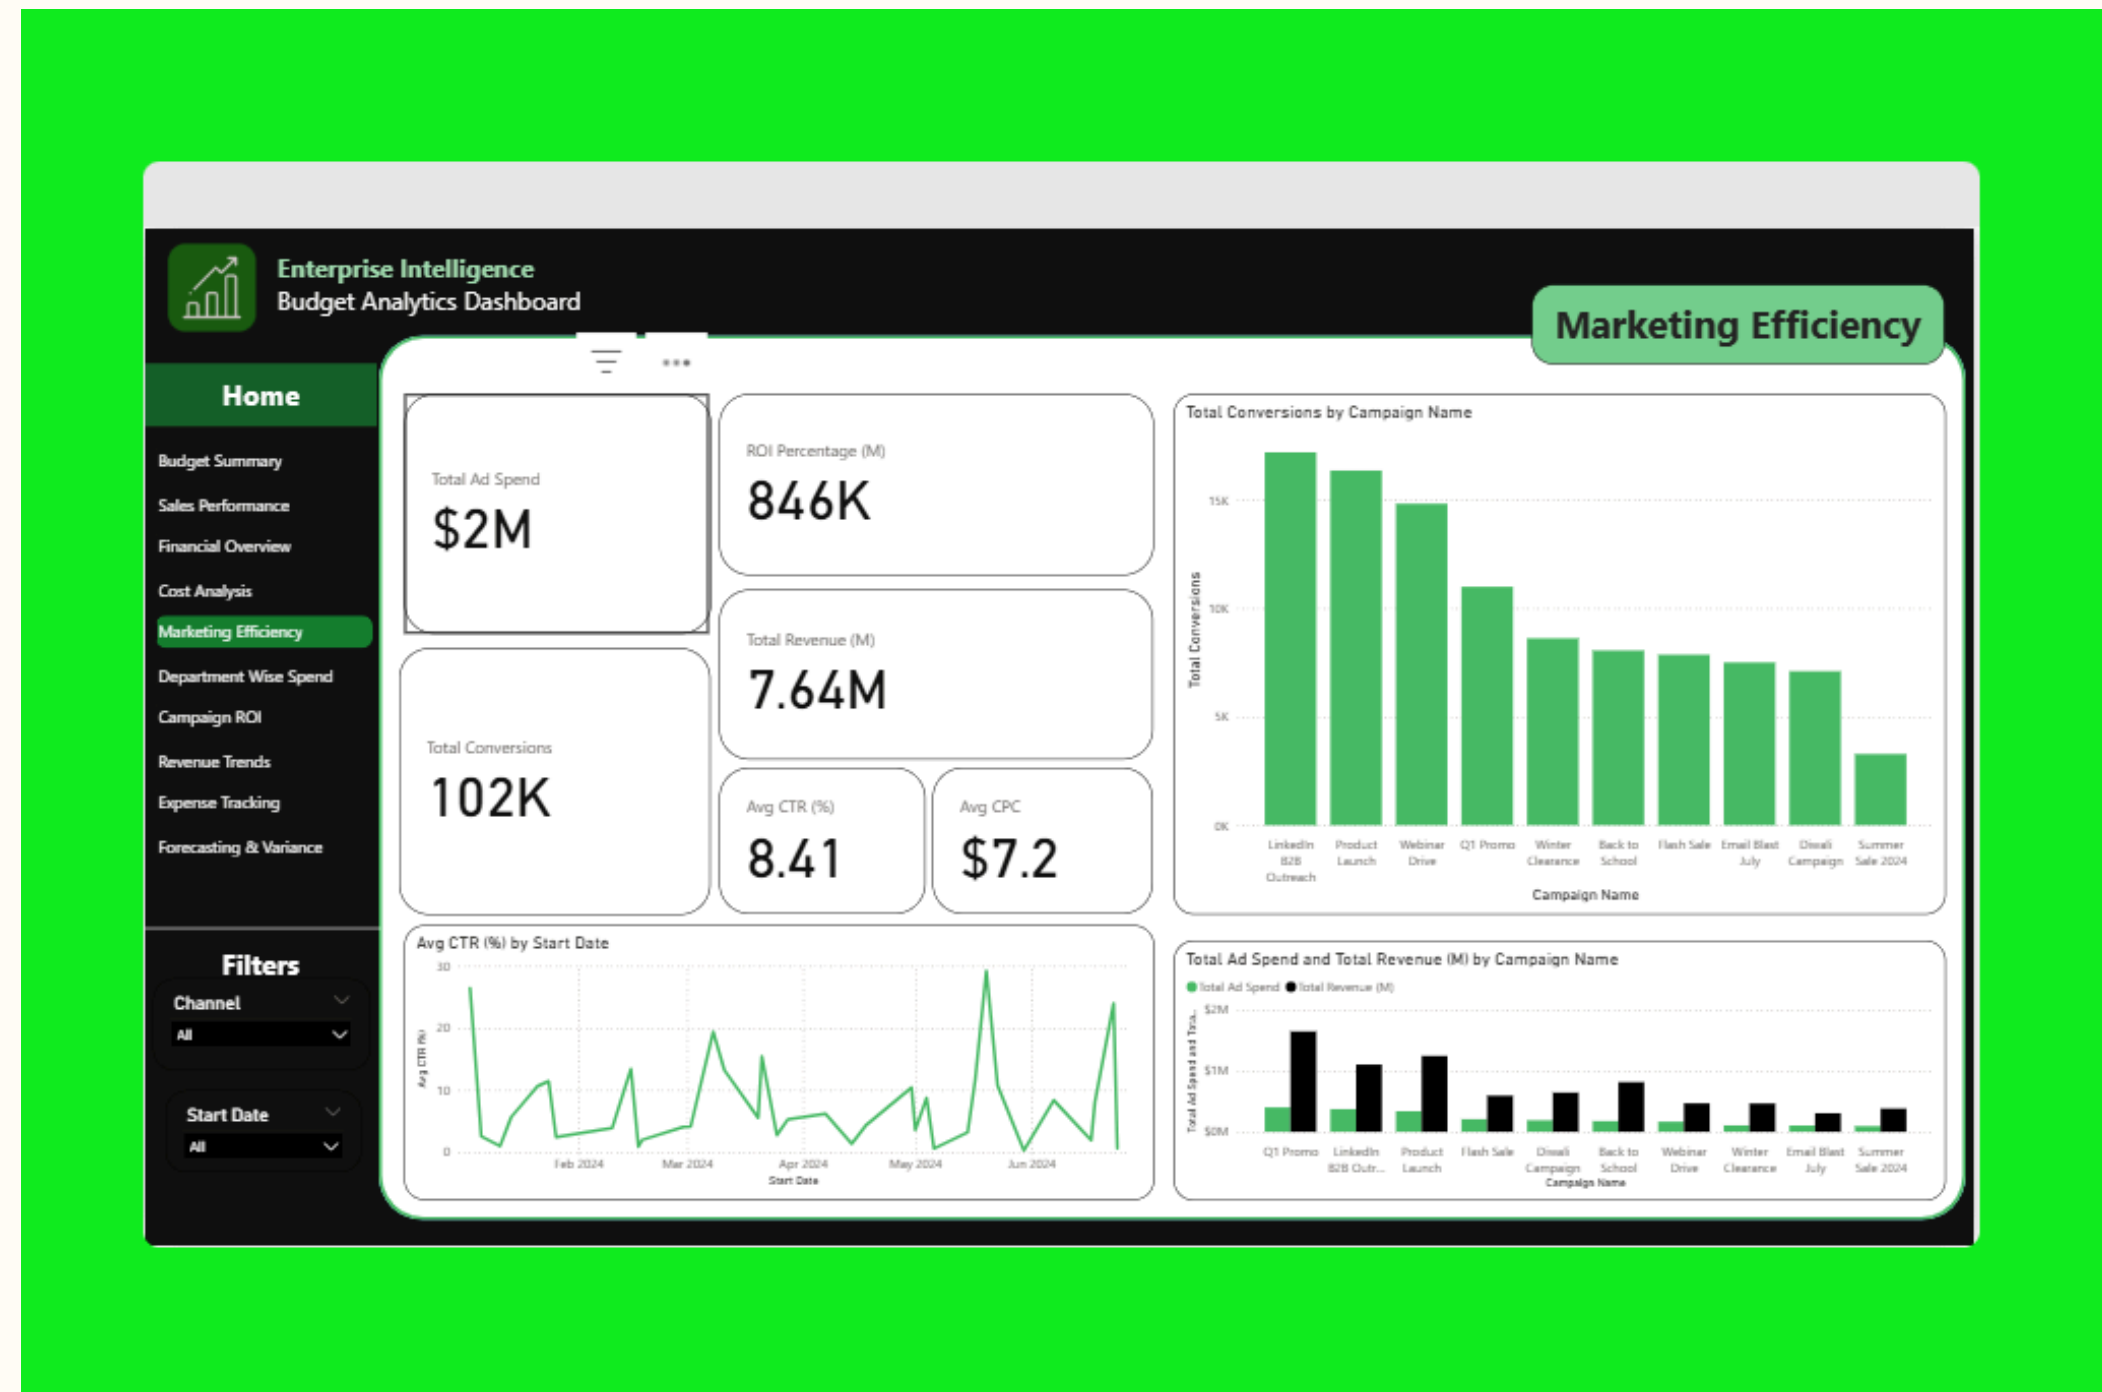 Enterprise Intelligence
Budget Analytics Dashboard
Marketing Efficiency
Home
Budget Summary
Sales Performance
Financial Overview
Cost Analysis
Marketing Efficiency
Department Wise Spend
Campaign ROI
Revenue Trends
Expense Tracking
Forecasting & Variance
Filters
Channel
All
Start Date
All
Total Ad Spend
$2M
ROI Percentage (M)
846K
Total Revenue (M)
7.64M
Total Conversions
102K
Avg CTR (%)
8.41
Avg CPC
$7.2
Total Conversions by Campaign Name
Total Conversions
15K
10K
5K
0K
LinkedIn
B2B
Outreach
Product
Launch
Webinar
Drive
Q1 Promo
Winter
Clearance
Back to
School
Flash Sale
Email Blast
July
Diwali
Campaign
Summer
Sale 2024
Campaign Name
Avg CTR (%) by Start Date
Avg CTR (%)
30
20
10
0
Feb 2024
Mar 2024
Apr 2024
May 2024
Jun 2024
Start Date
Total Ad Spend and Total Revenue (M) by Campaign Name
Total Ad Spend
Total Revenue (M)
Total Ad Spend and Tota...
$2M
$1M
$0M
Q1 Promo
LinkedIn
B2B Outr...
Product
Launch
Flash Sale
Diwali
Campaign
Back to
School
Webinar
Drive
Winter
Clearance
Email Blast
July
Summer
Sale 2024
Campaign Name